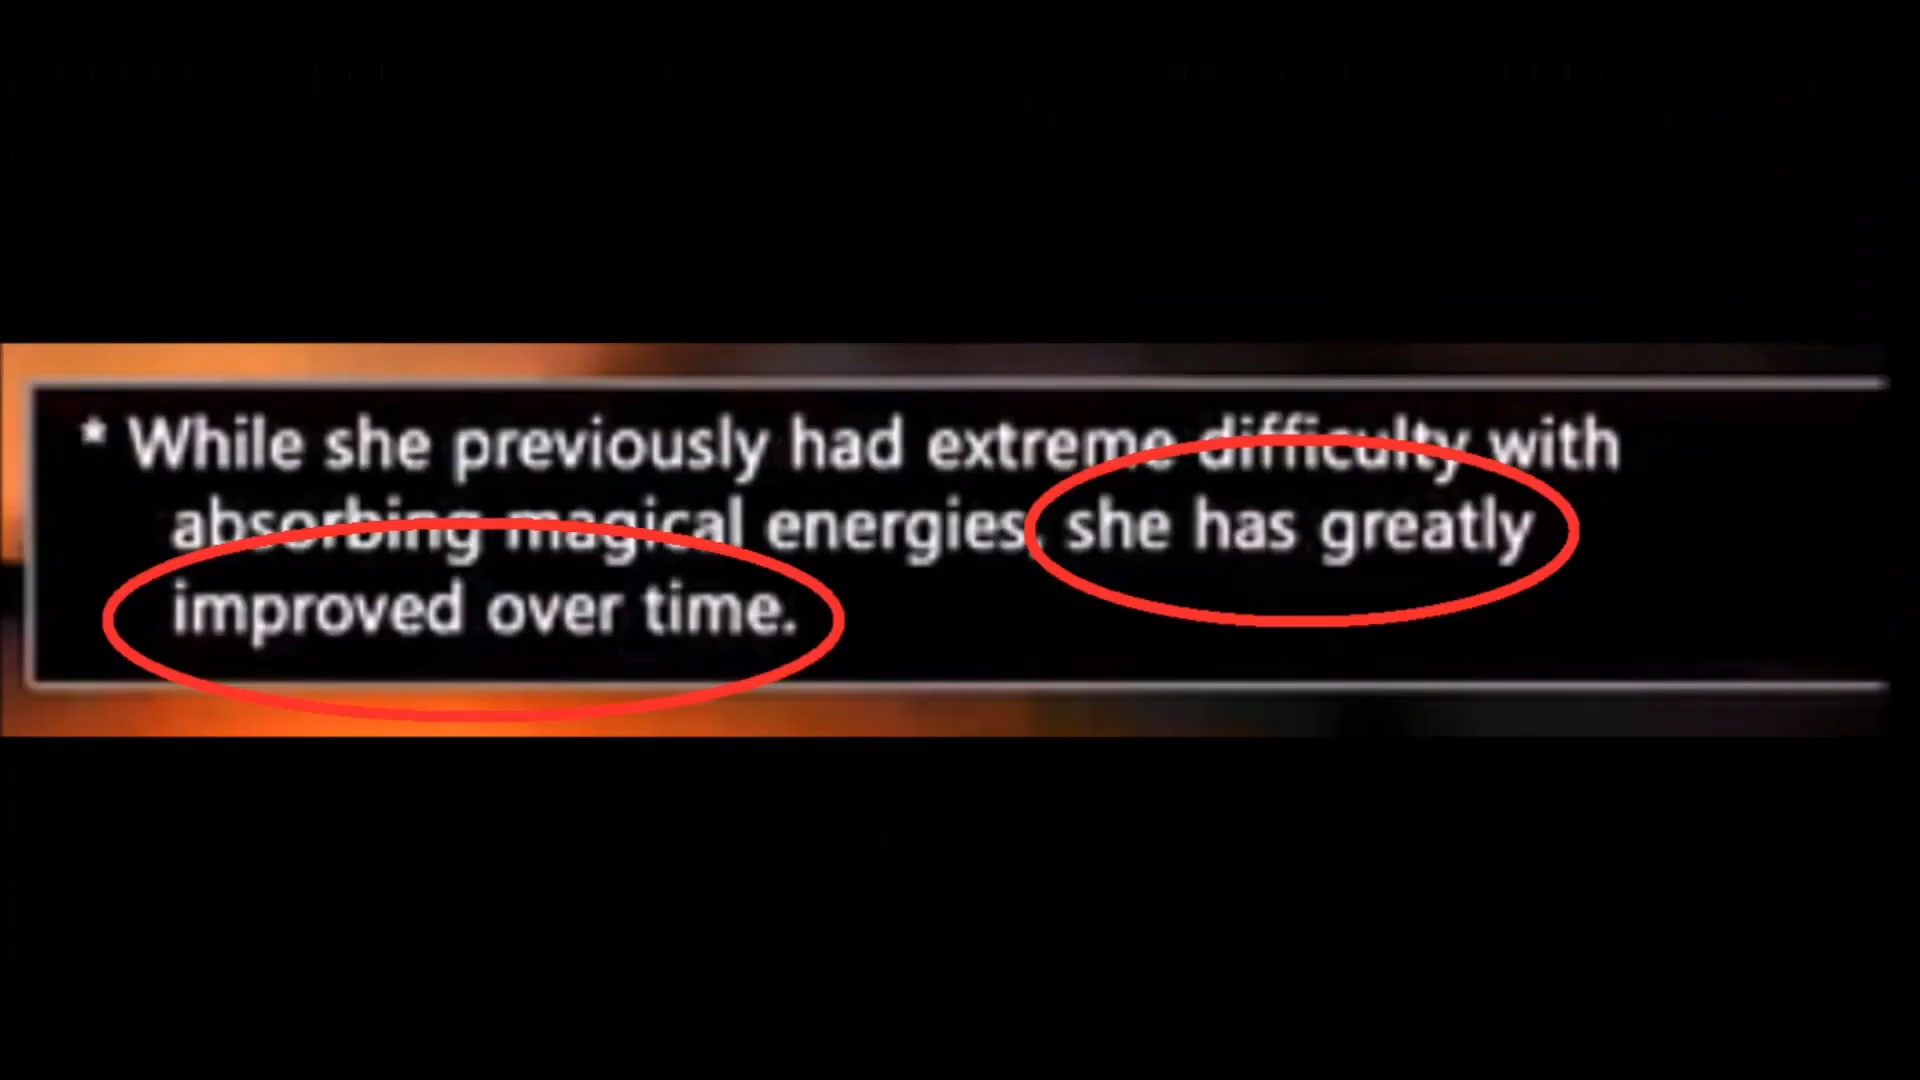 * While she previously had extreme difficulty with
absorbing magical energies, she has greatly
improved over time.